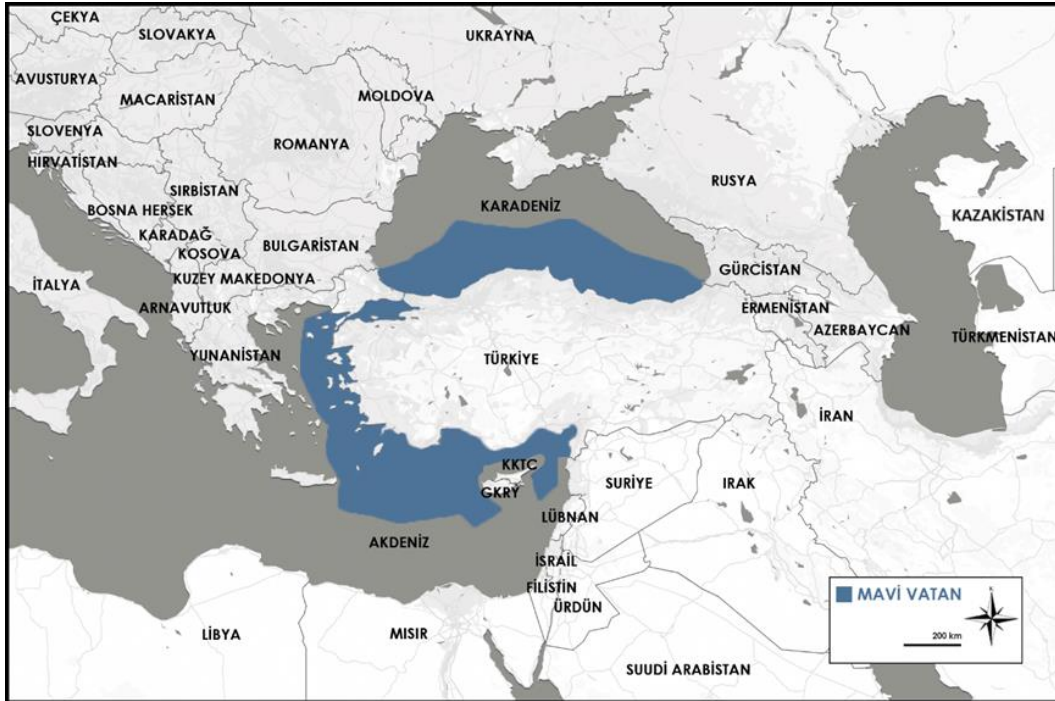 ÇEKYA
SLOVAKYA
UKRAYNA
AVUSTURYA
MACARİSTAN
MOLDOVA
SLOVENYA
ROMANYA
HIRVATİSTAN
SIRBİSTAN
RUSYA
BOSNA HERSEK
KARADENİZ
KAZAKİSTAN
KARADAĞ
BULGARİSTAN
KOSOVA
GÜRCİSTAN
KUZEY MAKEDONYA
İTALYA
ARNAVUTLUK
ERMENİSTAN
AZERBAYCAN
TÜRKMENİSTAN
YUNANİSTAN
TÜRKİYE
İRAN
KKTC
SURİYE
IRAK
GKRY
LÜBNAN
AKDENİZ
İSRAİL
FİLİSTİN
ÜRDÜN
MAVİ VATAN
LİBYA
MISIR
200 km
SUUDİ ARABİSTAN